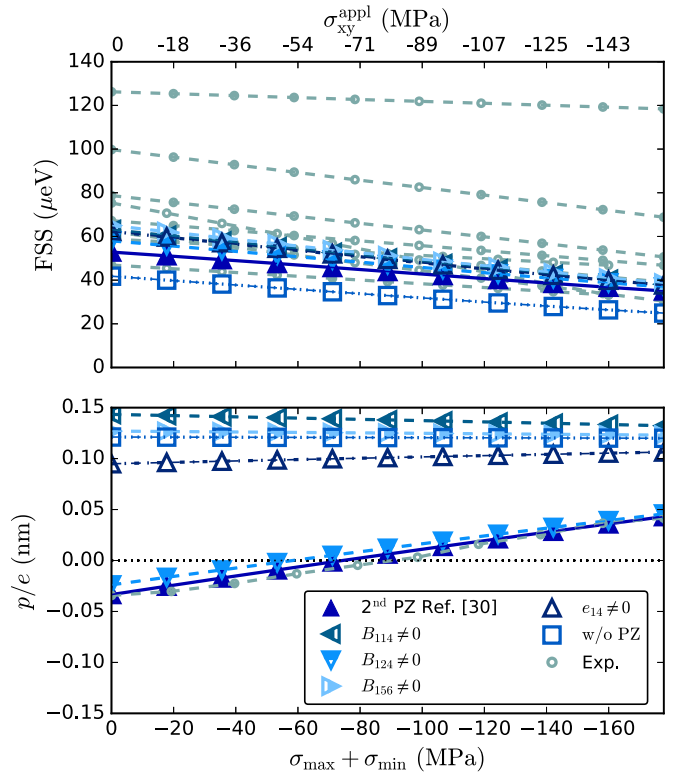 σ_xy^appl (MPa)
0 -18 -36 -54 -71 -89 -107 -125 -143
FSS (μeV)
140
120
100
80
60
40
20
0
p/e (nm)
0.15
0.10
0.05
0.00
−0.05
−0.10
−0.15
2nd PZ Ref. [30]
B114 ≠ 0
B124 ≠ 0
B156 ≠ 0
e14 ≠ 0
w/o PZ
Exp.
0 −20 −40 −60 −80 −100 −120 −140 −160
σmax + σmin (MPa)